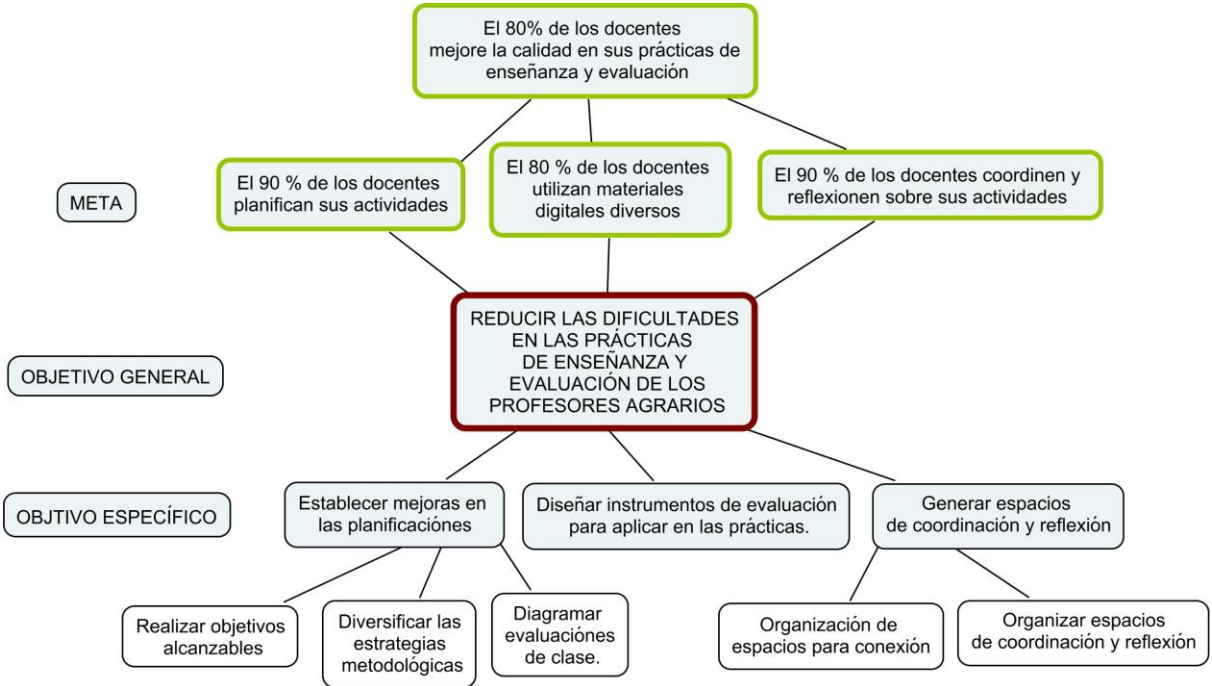 El 80% de los docentes
mejore la calidad en sus prácticas de
enseñanza y evaluación
META
El 90 % de los docentes
planifican sus actividades
El 80 % de los docentes
utilizan materiales
digitales diversos
El 90 % de los docentes coordinen y
reflexionen sobre sus actividades
OBJETIVO GENERAL
REDUCIR LAS DIFICULTADES
EN LAS PRÁCTICAS
DE ENSEÑANZA Y
EVALUACIÓN DE LOS
PROFESORES AGRARIOS
OBJTIVO ESPECÍFICO
Establecer mejoras en
las planificaciónes
Diseñar instrumentos de evaluación
para aplicar en las prácticas.
Generar espacios
de coordinación y reflexión
Realizar objetivos
alcanzables
Diversificar las
estrategias
metodológicas
Diagramar
evaluaciónes
de clase.
Organización de
espacios para conexión
Organizar espacios
de coordinación y reflexión